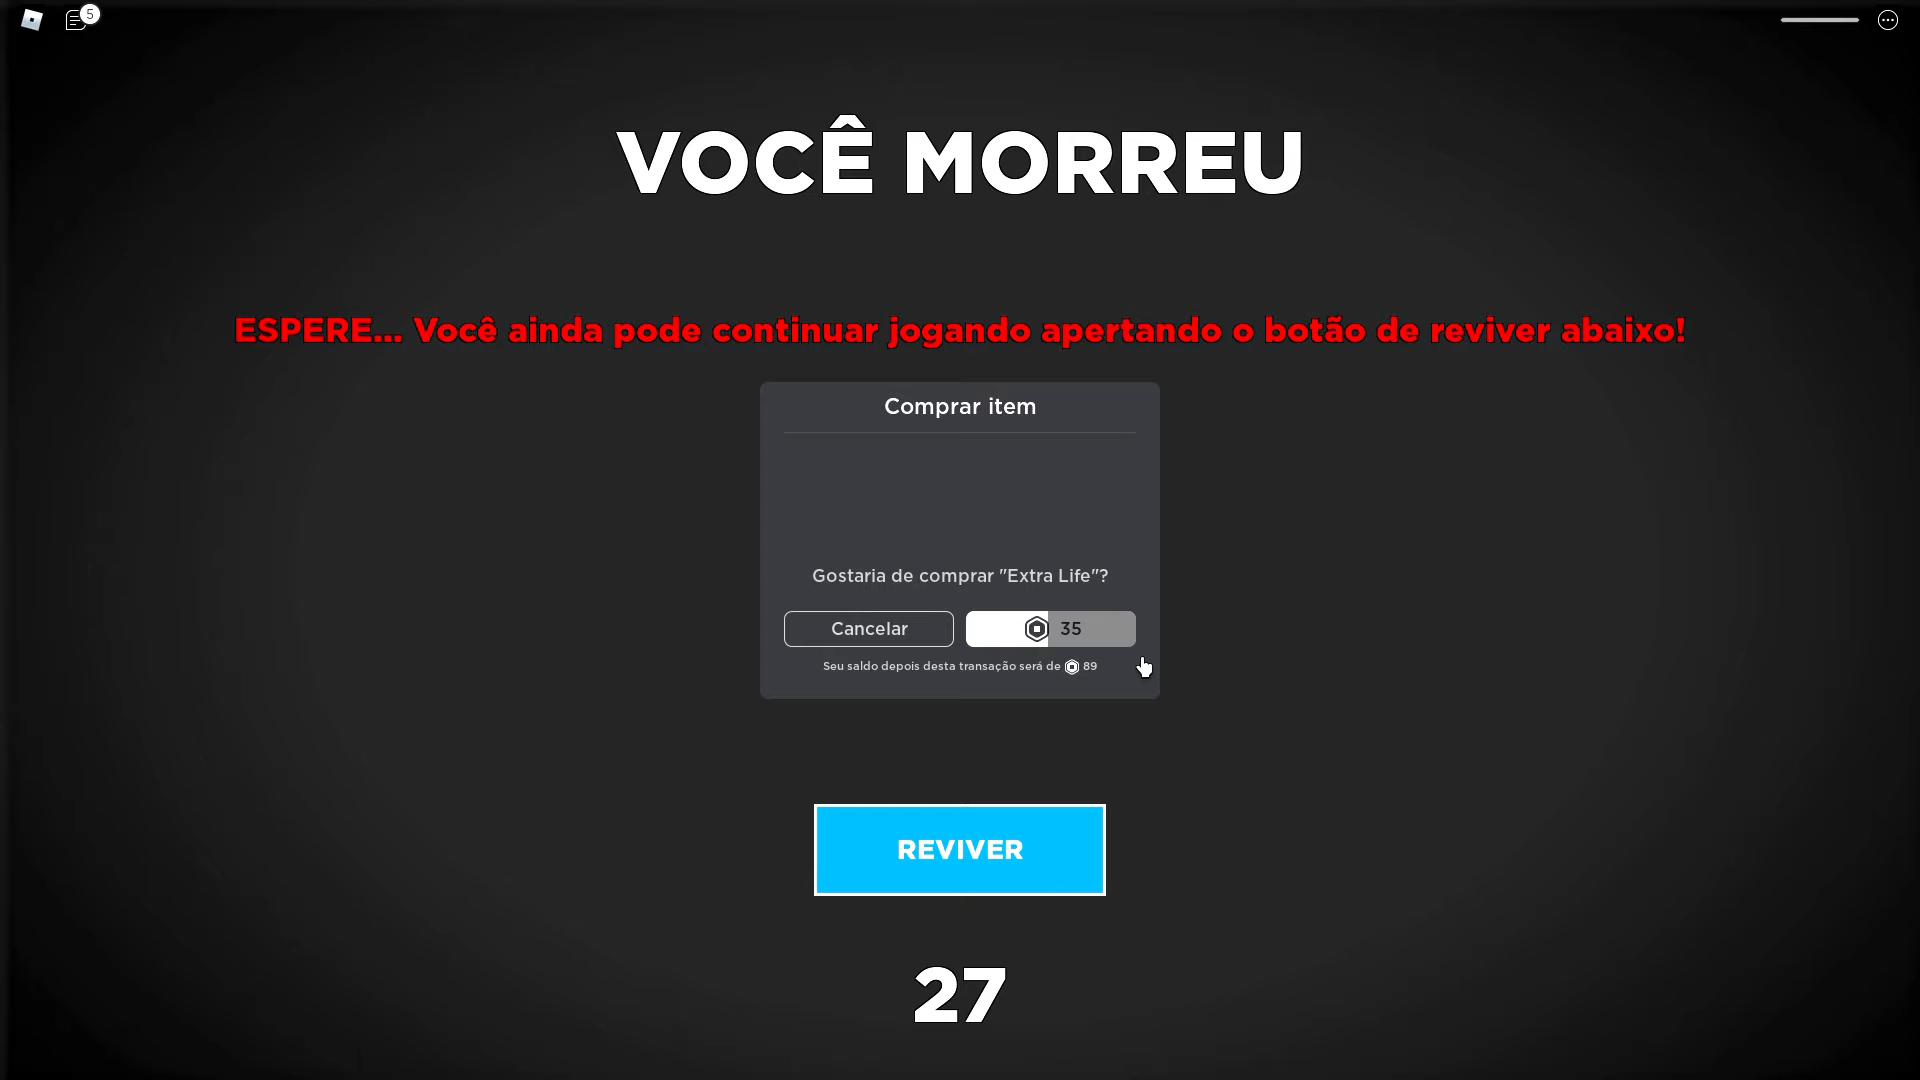 5
VOCÊ MORREU
ESPERE... Você ainda pode continuar jogando apertando o botão de reviver abaixo!
Comprar item
Gostaria de comprar "Extra Life"?
Cancelar
35
Seu saldo depois desta transação será de 89
REVIVER
27